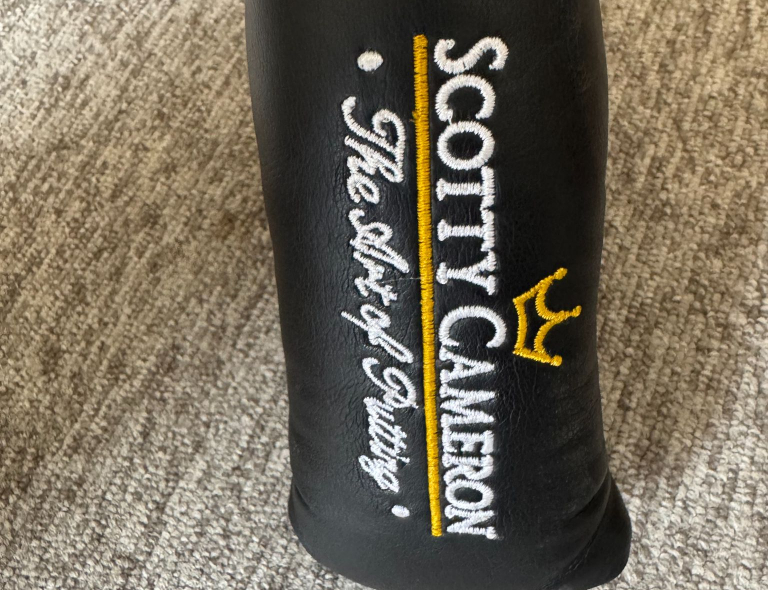 SCOTTY CAMERON
• The Art of Putting •